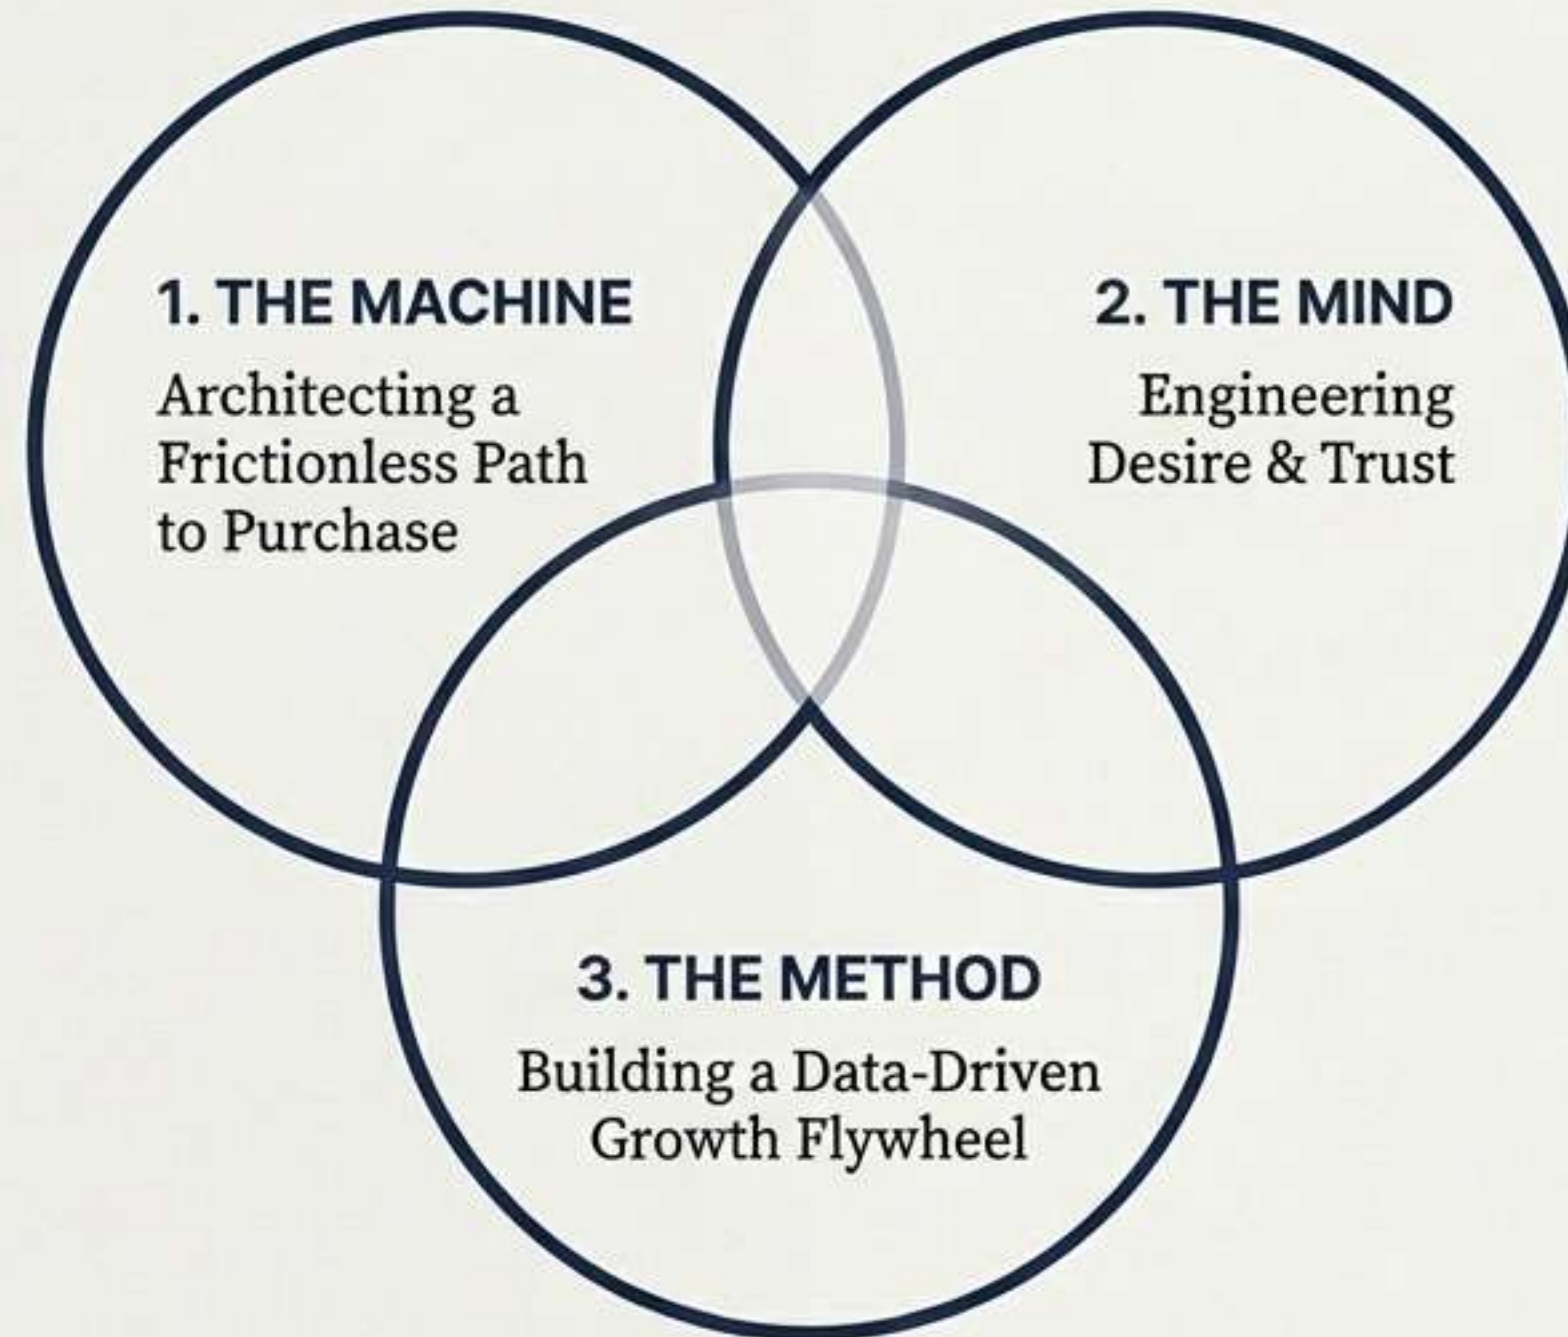 1. THE MACHINE
Architecting a
Frictionless Path
to Purchase
2. THE MIND
Engineering
Desire & Trust
3. THE METHOD
Building a Data-Driven
Growth Flywheel